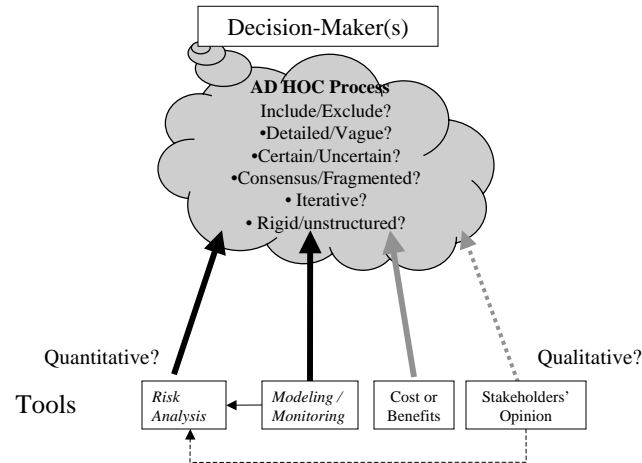 Decision-Maker(s)
AD HOC Process
Include/Exclude?
•Detailed/Vague?
•Certain/Uncertain?
•Consensus/Fragmented?
• Iterative?
• Rigid/unstructured?
Quantitative?
Qualitative?
Tools
Risk
Analysis
Modeling /
Monitoring
Cost or
Benefits
Stakeholders'
Opinion